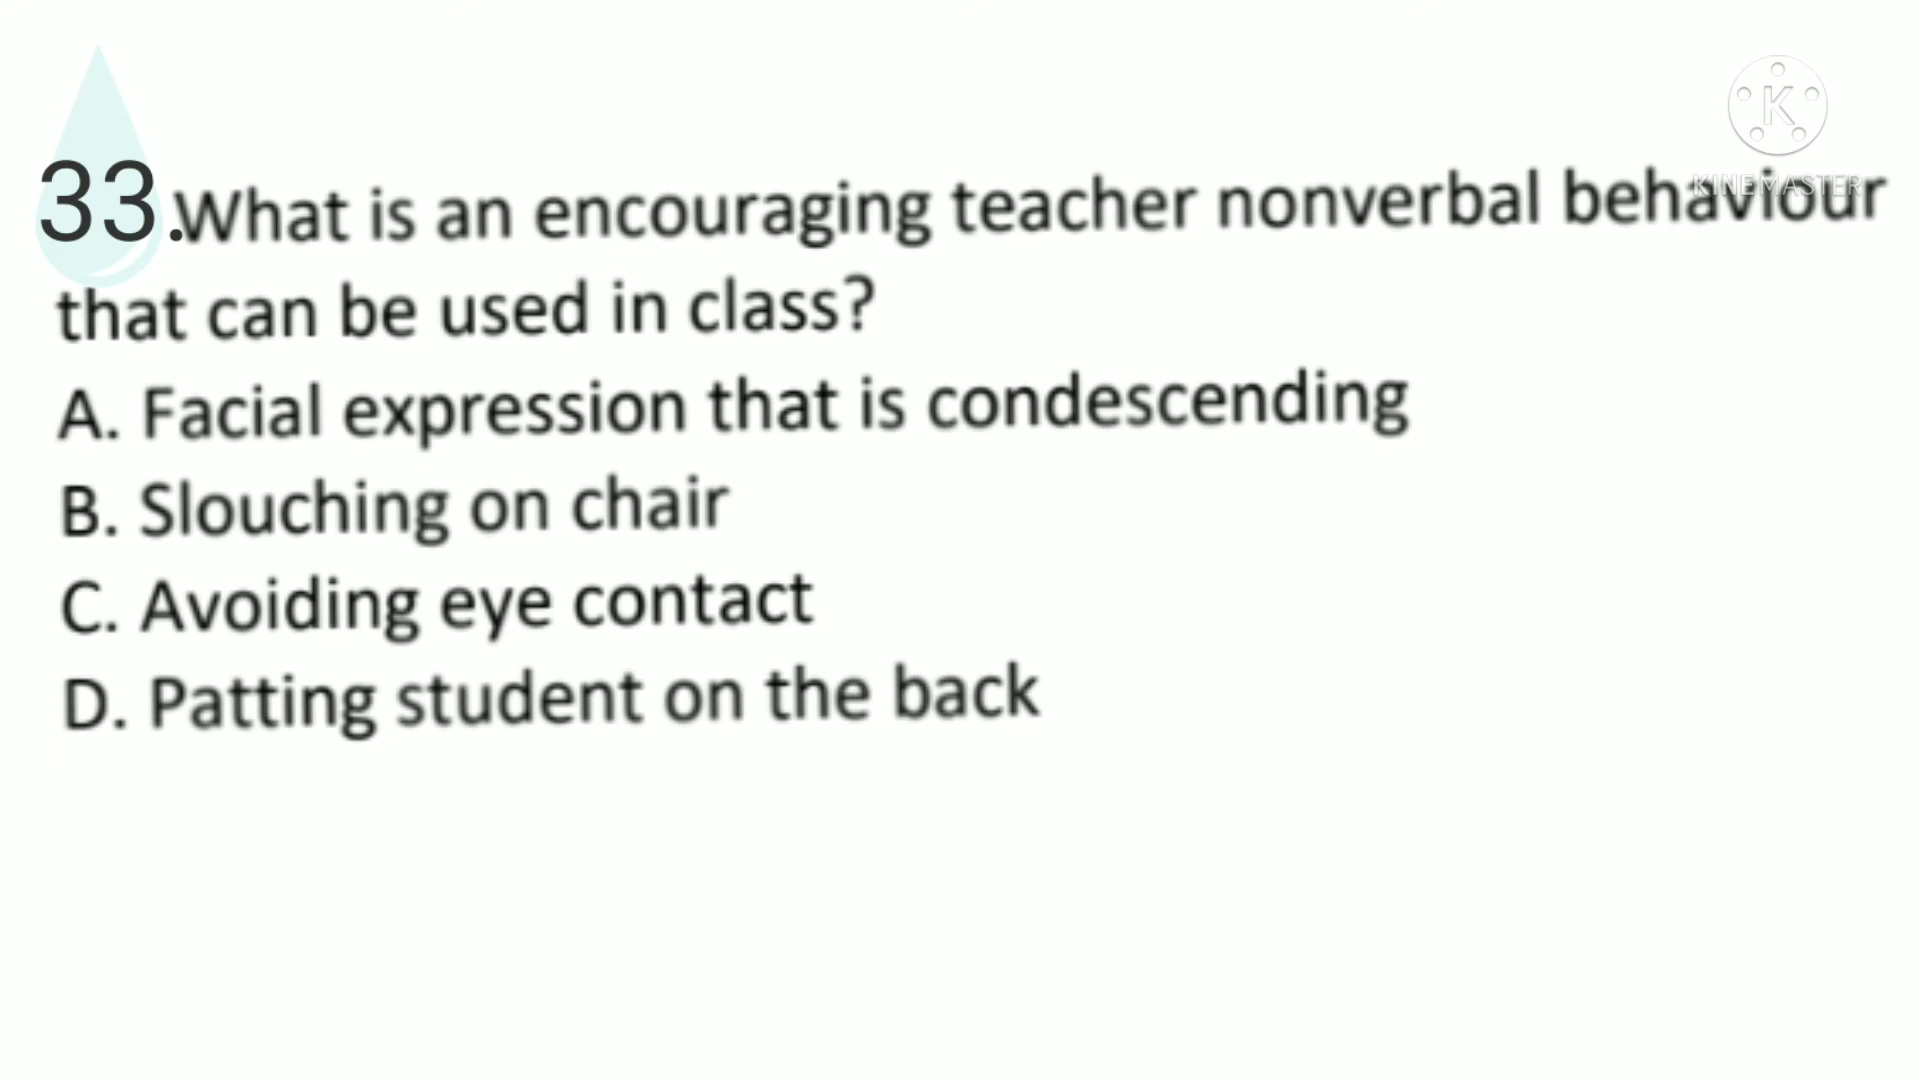 K
KINEMASTER
33.What is an encouraging teacher nonverbal behaviour
that can be used in class?
A. Facial expression that is condescending
B. Slouching on chair
C. Avoiding eye contact
D. Patting student on the back